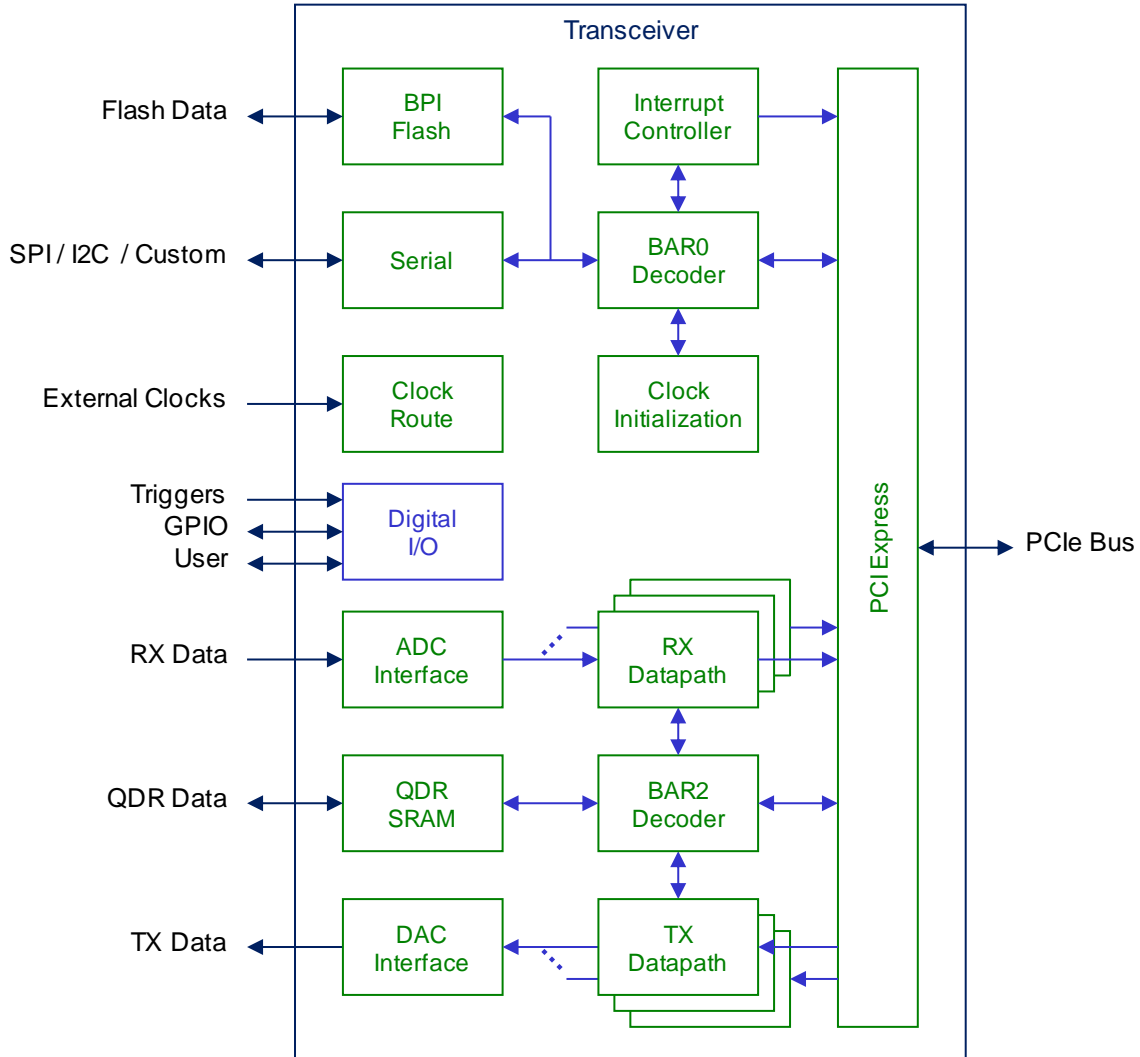 Transceiver
Flash Data
BPI
Flash
Interrupt
Controller
SPI / I2C / Custom
Serial
BAR0
Decoder
External Clocks
Clock
Route
Clock
Initialization
Triggers
GPIO
User
Digital
I/O
PCI Express
PCIe Bus
RX Data
ADC
Interface
RX
Datapath
QDR Data
QDR
SRAM
BAR2
Decoder
TX Data
DAC
Interface
TX
Datapath